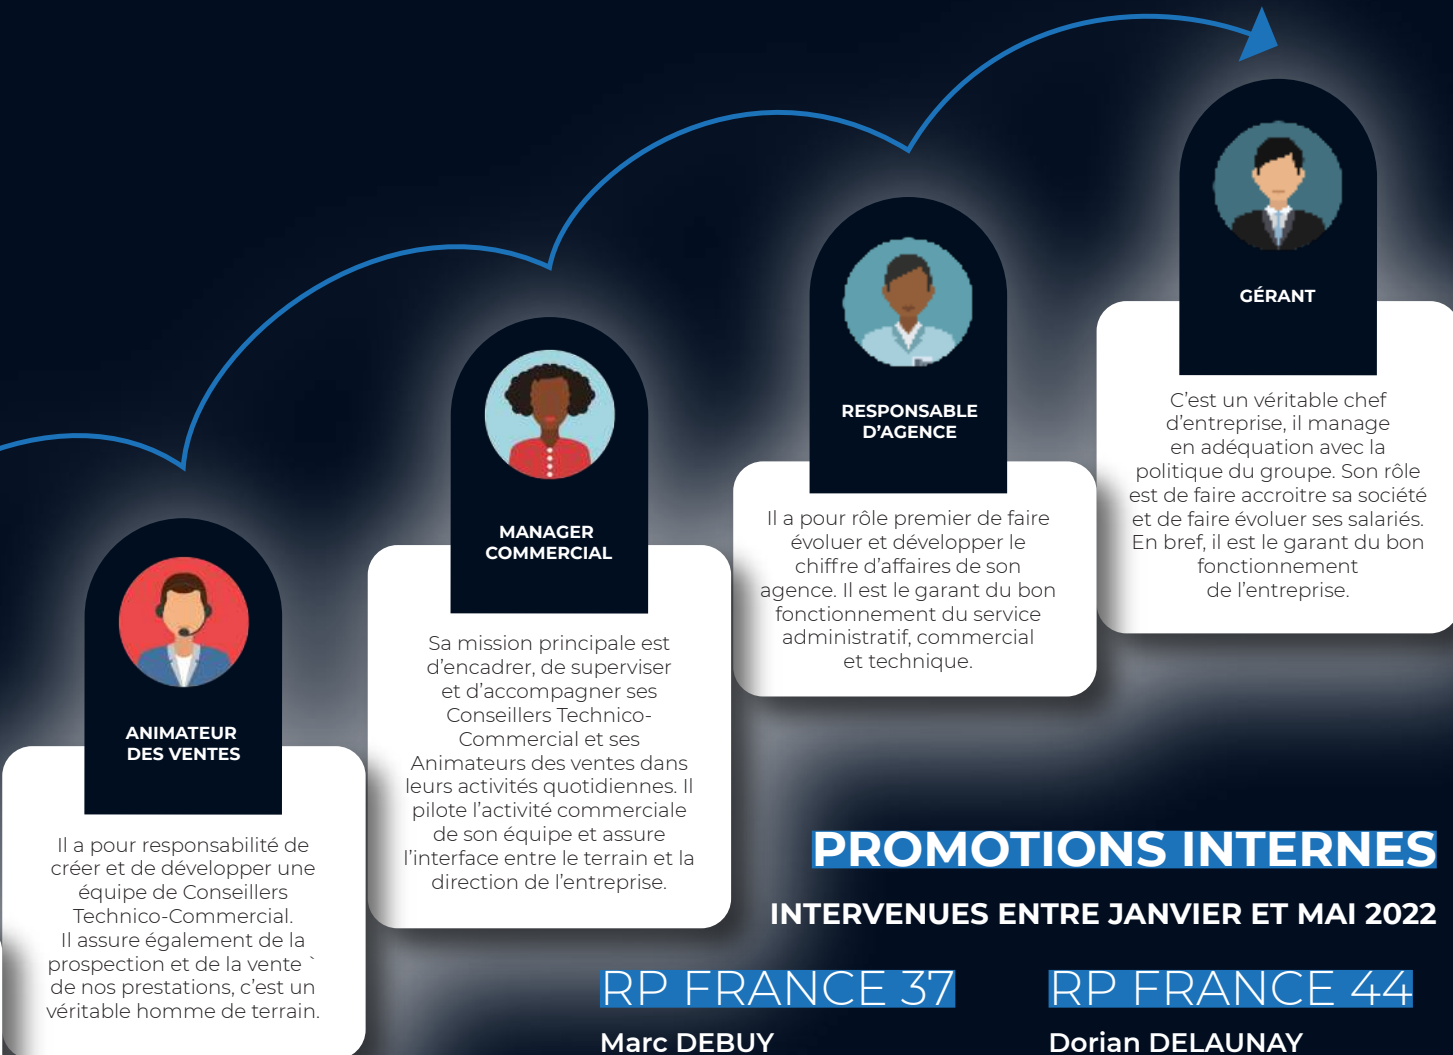 ANIMATEUR
DES VENTES
Il a pour responsabilité de
créer et de développer une
équipe de Conseillers
Technico-Commercial.
Il assure également de la
prospection et de la vente `
de nos prestations, c’est un
véritable homme de terrain.
MANAGER
COMMERCIAL
Sa mission principale est
d’encadrer, de superviser
et d’accompagner ses
Conseillers Technico-
Commercial et ses
Animateurs des ventes dans
leurs activités quotidiennes. Il
pilote l’activité commerciale
de son équipe et assure
l’interface entre le terrain et la
direction de l’entreprise.
RESPONSABLE
D’AGENCE
Il a pour rôle premier de faire
évoluer et développer le
chiffre d’affaires de son
agence. Il est le garant du bon
fonctionnement du service
administratif, commercial
et technique.
GÉRANT
C’est un véritable chef
d’entreprise, il manage
en adéquation avec la
politique du groupe. Son rôle
est de faire accroitre sa société
et de faire évoluer ses salariés.
En bref, il est le garant du bon
fonctionnement
de l’entreprise.
PROMOTIONS INTERNES
INTERVENUES ENTRE JANVIER ET MAI 2022
RP FRANCE 37
Marc DEBUY
RP FRANCE 44
Dorian DELAUNAY